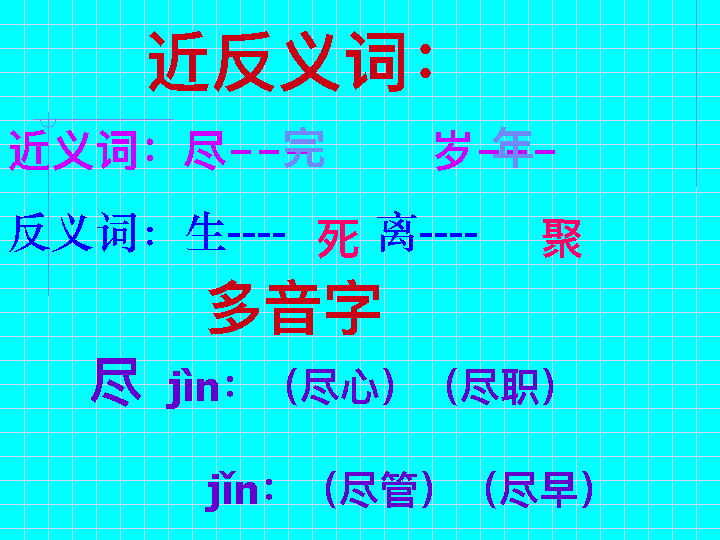 近反义词：
近义词：尽--完 岁--年-
反义词：生---- 死 离---- 聚
多音字
尽 jìn：（尽心）（尽职）
jǐn：（尽管）（尽早）